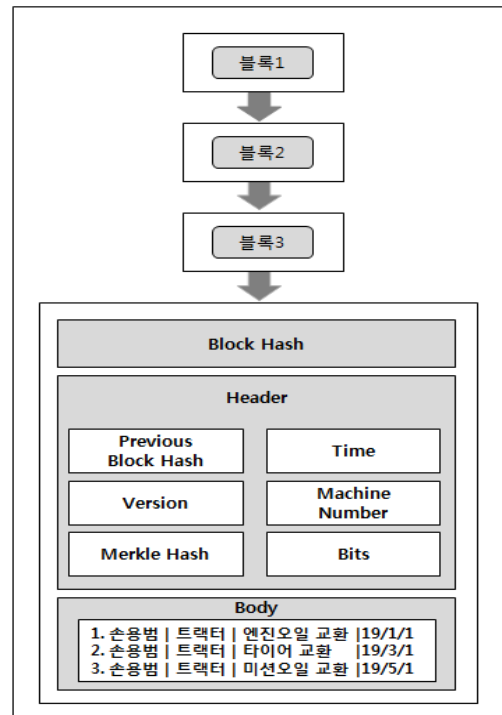 블록1
블록2
블록3
Block Hash
Header
Previous
Block Hash
Time
Version
Machine
Number
Merkle Hash
Bits
Body
1. 손용범 | 트랙터 | 엔진오일 교환 |19/1/1
2. 손용범 | 트랙터 | 타이어 교환 |19/3/1
3. 손용범 | 트랙터 | 미션오일 교환 |19/5/1